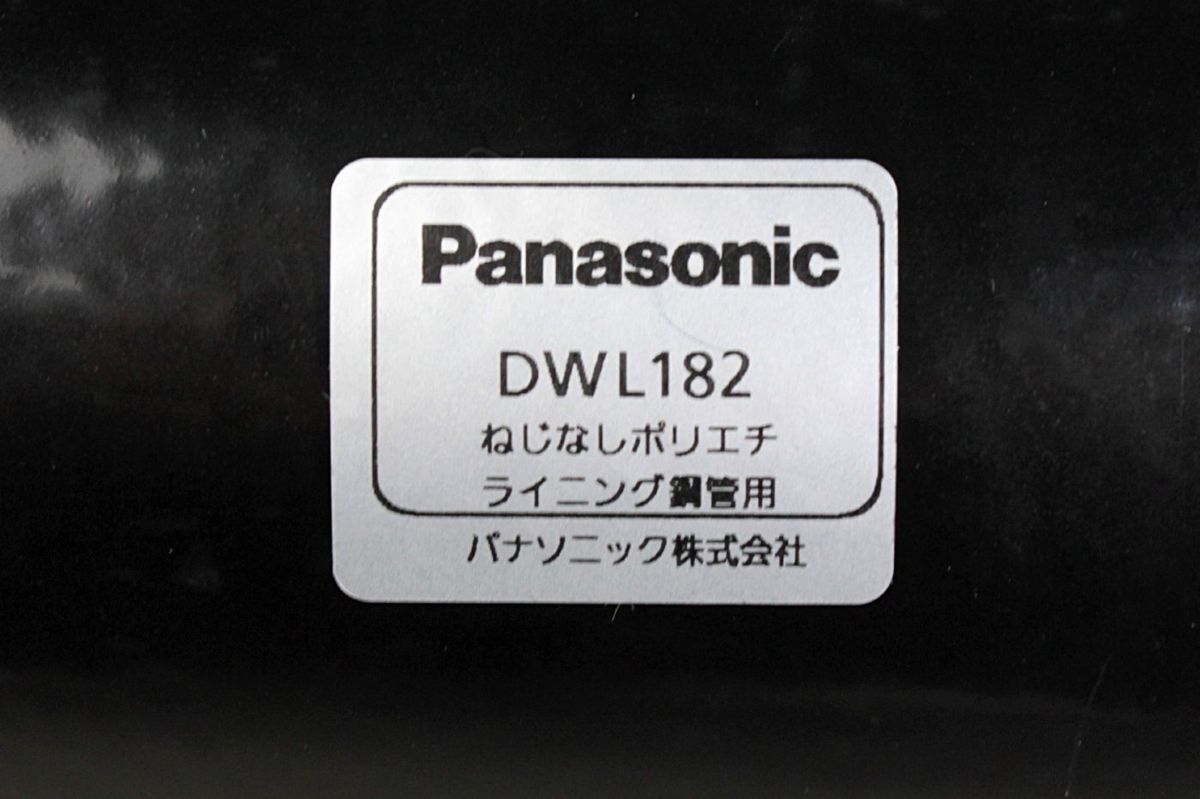 Panasonic
DWL182
ねじなしポリエチ
ライニング鋼管用
パナソニック株式会社